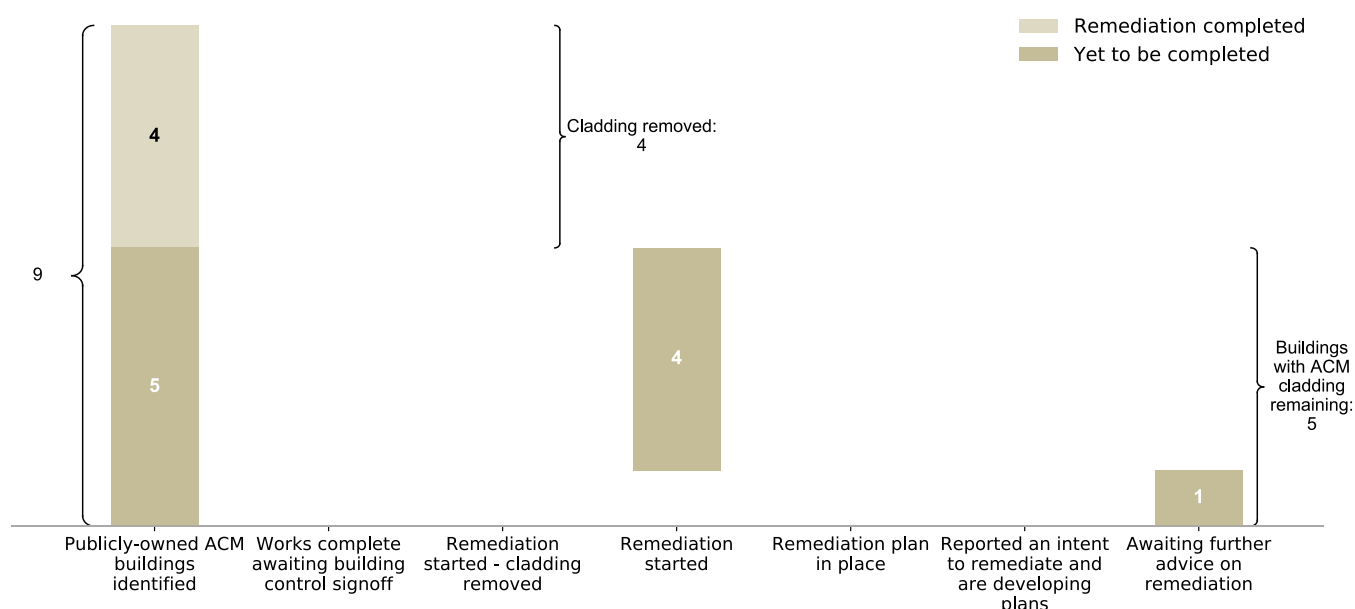 Remediation completed
Yet to be completed
4
Cladding removed:
4
9
5
4
Buildings
with ACM
cladding
remaining:
5
1
Publicly-owned ACM
buildings
identified
Works complete
awaiting building
control signoff
Remediation
started - cladding
removed
Remediation
started
Remediation plan
in place
Reported an intent
to remediate and
are developing
plans
Awaiting further
advice on
remediation